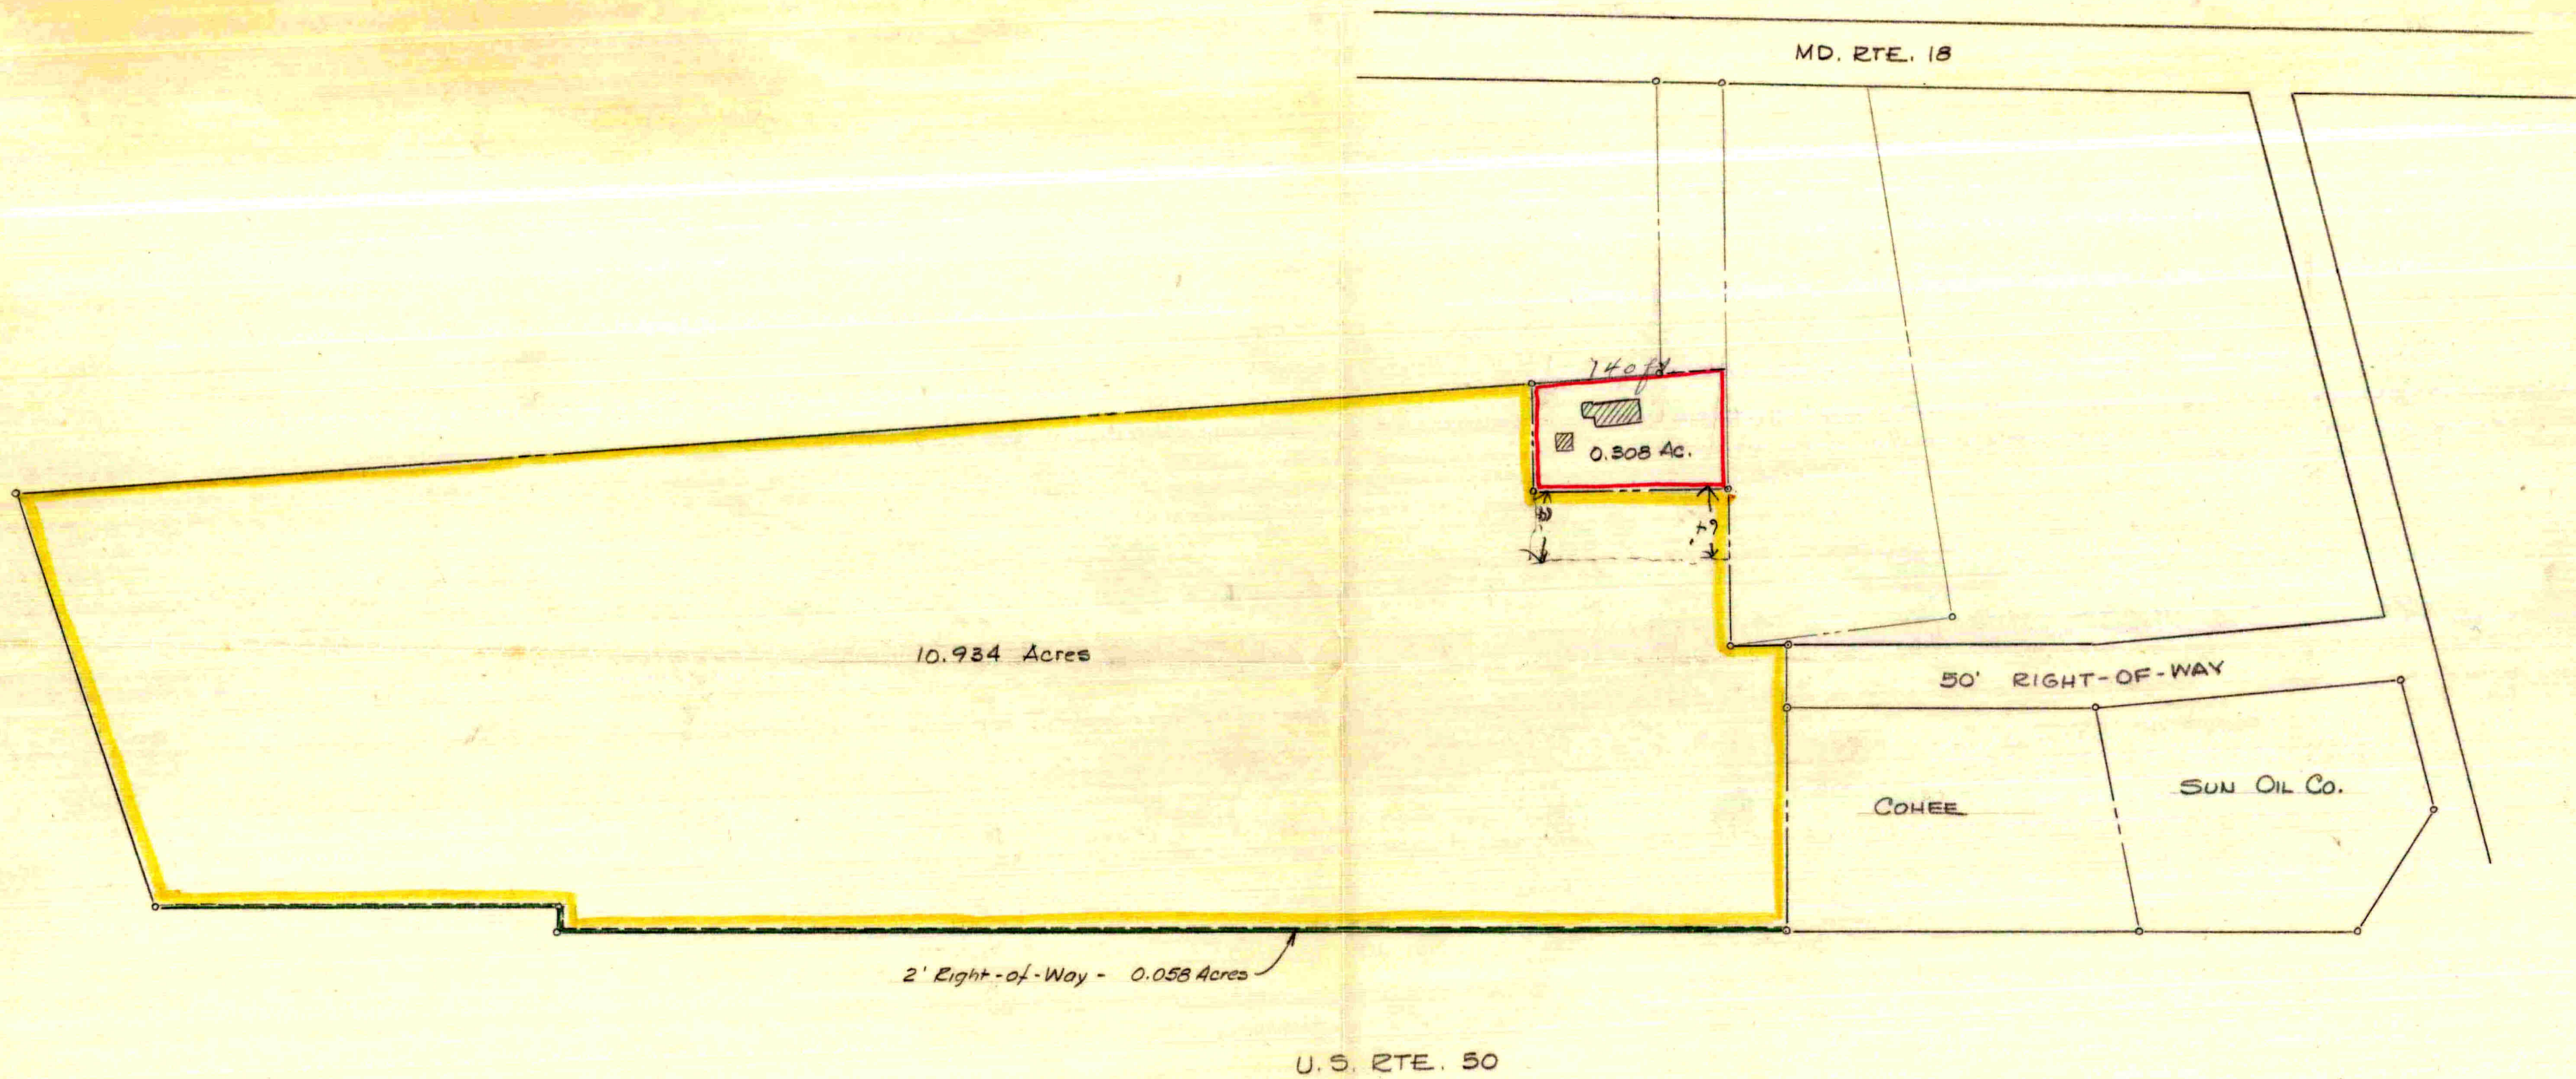 MD. RTE. 18
140 ft.
0.308 Ac.
10.934 Acres
50' RIGHT-OF-WAY
COHEE
SUN OIL CO.
2' Right-of-Way - 0.058 Acres
U.S. RTE. 50